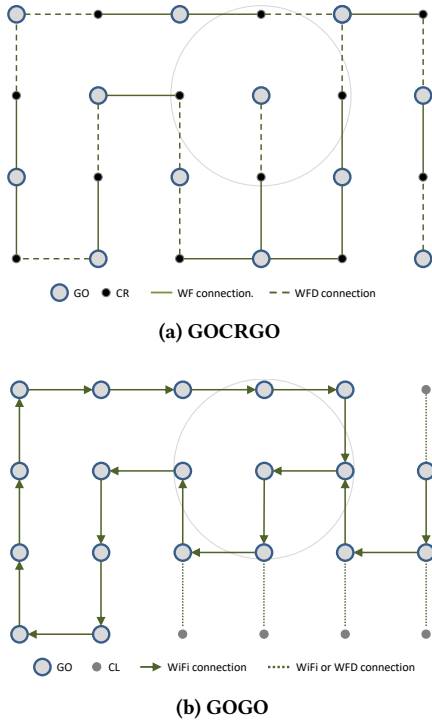 GO CR WF connection. WFD connection
(a) GOCRGO
GO CL WiFi connection WiFi or WFD connection
(b) GOGO